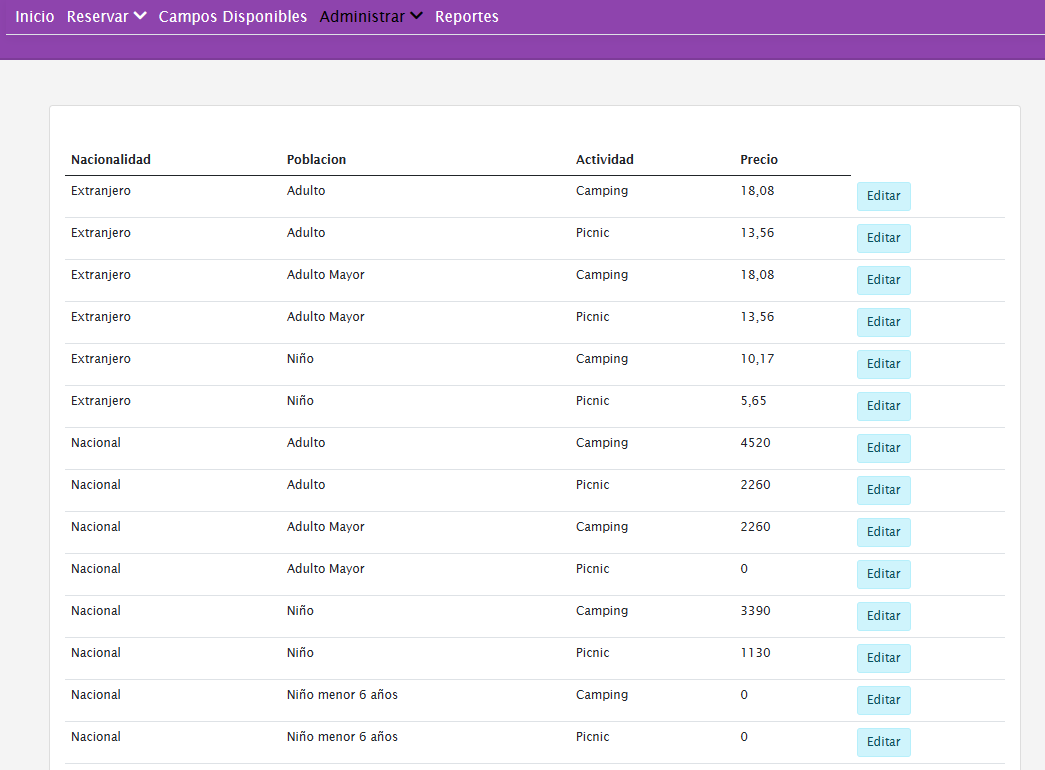 Inicio Reservar Campos Disponibles Administrar Reportes
Nacionalidad Poblacion Actividad Precio
Extranjero Adulto Camping 18,08 Editar
Extranjero Adulto Picnic 13,56 Editar
Extranjero Adulto Mayor Camping 18,08 Editar
Extranjero Adulto Mayor Picnic 13,56 Editar
Extranjero Niño Camping 10,17 Editar
Extranjero Niño Picnic 5,65 Editar
Nacional Adulto Camping 4520 Editar
Nacional Adulto Picnic 2260 Editar
Nacional Adulto Mayor Camping 2260 Editar
Nacional Adulto Mayor Picnic 0 Editar
Nacional Niño Camping 3390 Editar
Nacional Niño Picnic 1130 Editar
Nacional Niño menor 6 años Camping 0 Editar
Nacional Niño menor 6 años Picnic 0 Editar